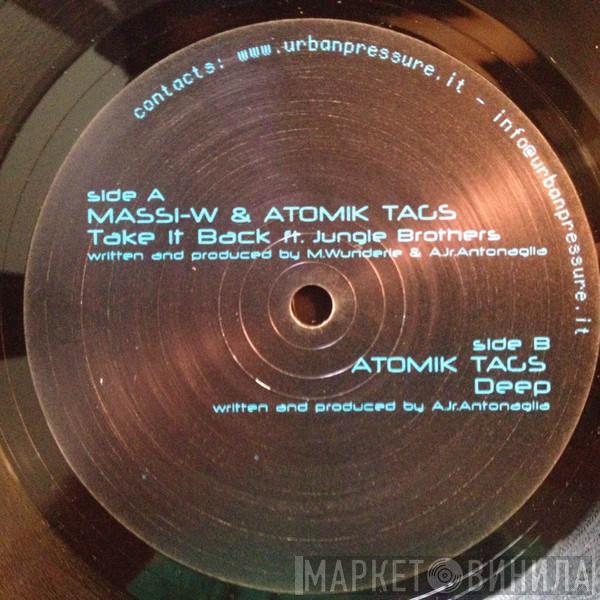 contacts: www.urbanpressure.it - info@urbanpressure.it
side A
MASSI-W & ATOMIK TAGS
Take It Back ft. Jungle Brothers
written and produced by M.Wunderle & A.Jr.Antonaglia
side B
ATOMIK TAGS
Deep
written and produced by A.Jr.Antonaglia
МАРКЕТ ВИНИЛА